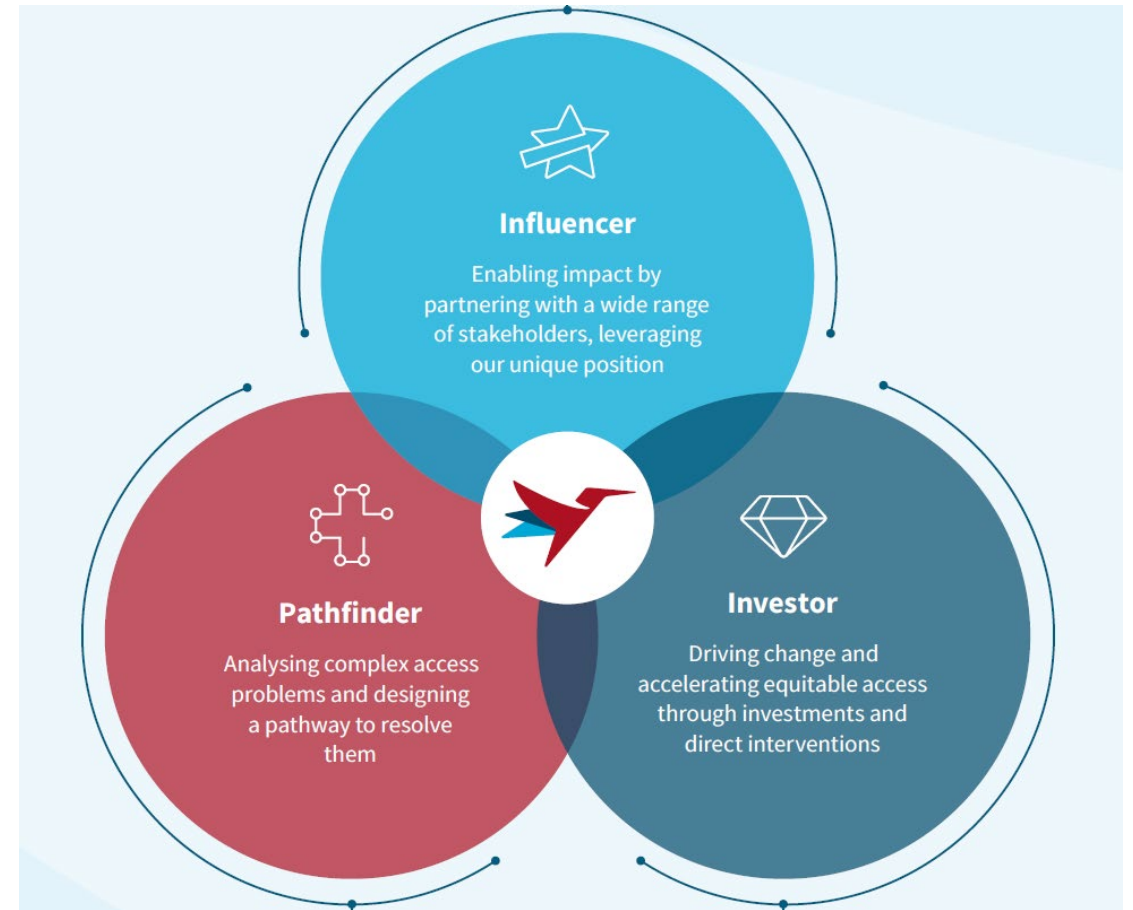 Influencer
Enabling impact by
partnering with a wide range
of stakeholders, leveraging
our unique position
Pathfinder
Analysing complex access
problems and designing
a pathway to resolve
them
Investor
Driving change and
accelerating equitable access
through investments and
direct interventions